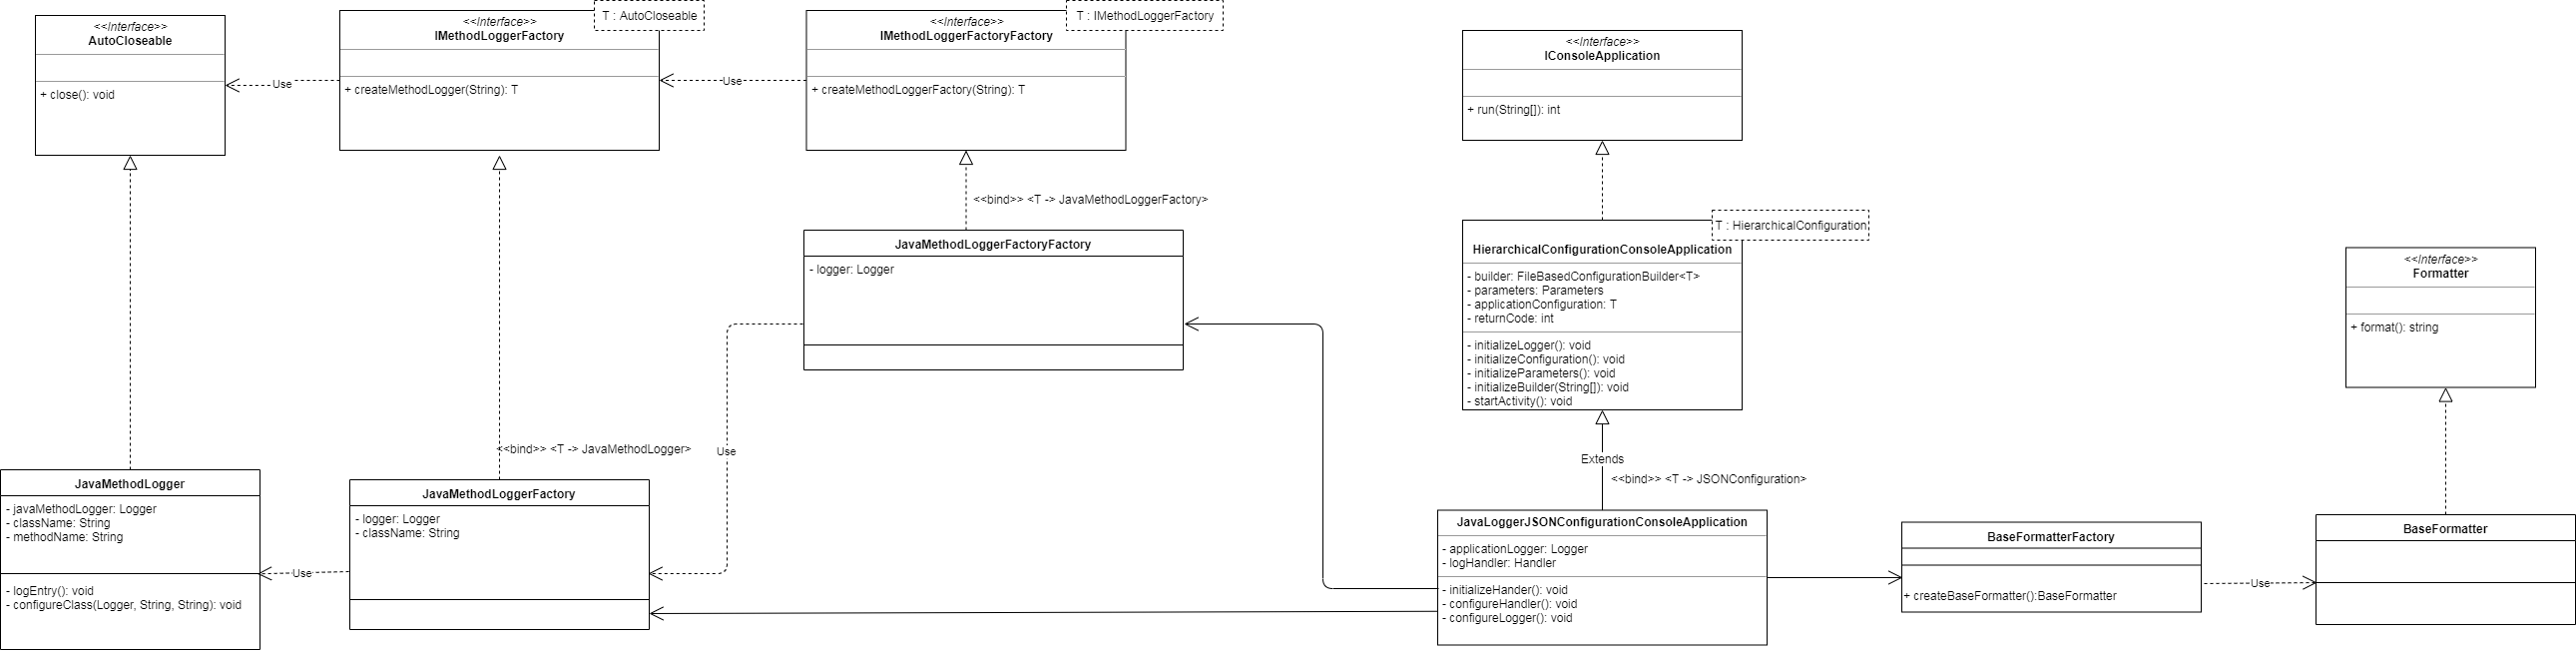 <<Interface>>
AutoCloseable
+ close(): void
Use
<<Interface>>
IMethodLoggerFactory
T : AutoCloseable
+ createMethodLogger(String): T
Use
<<Interface>>
IMethodLoggerFactoryFactory
T : IMethodLoggerFactory
+ createMethodLoggerFactory(String): T
<<Interface>>
IConsoleApplication
+ run(String[]): int
<<bind>> <T -> JavaMethodLoggerFactory>
JavaMethodLoggerFactoryFactory
- logger: Logger
T : HierarchicalConfiguration
HierarchicalConfigurationConsoleApplication
- builder: FileBasedConfigurationBuilder<T>
- parameters: Parameters
- applicationConfiguration: T
- returnCode: int
- initializeLogger(): void
- initializeConfiguration(): void
- initializeParameters(): void
- initializeBuilder(String[]): void
- startActivity(): void
<<Interface>>
Formatter
+ format(): string
<<bind>> <T -> JavaMethodLogger>
Use
Extends
<<bind>> <T -> JSONConfiguration>
JavaMethodLogger
- javaMethodLogger: Logger
- className: String
- methodName: String
- logEntry(): void
- configureClass(Logger, String, String): void
Use
JavaMethodLoggerFactory
- logger: Logger
- className: String
JavaLoggerJSONConfigurationConsoleApplication
- applicationLogger: Logger
- logHandler: Handler
- initializeHander(): void
- configureHandler(): void
- configureLogger(): void
BaseFormatterFactory
+ createBaseFormatter():BaseFormatter
Use
BaseFormatter